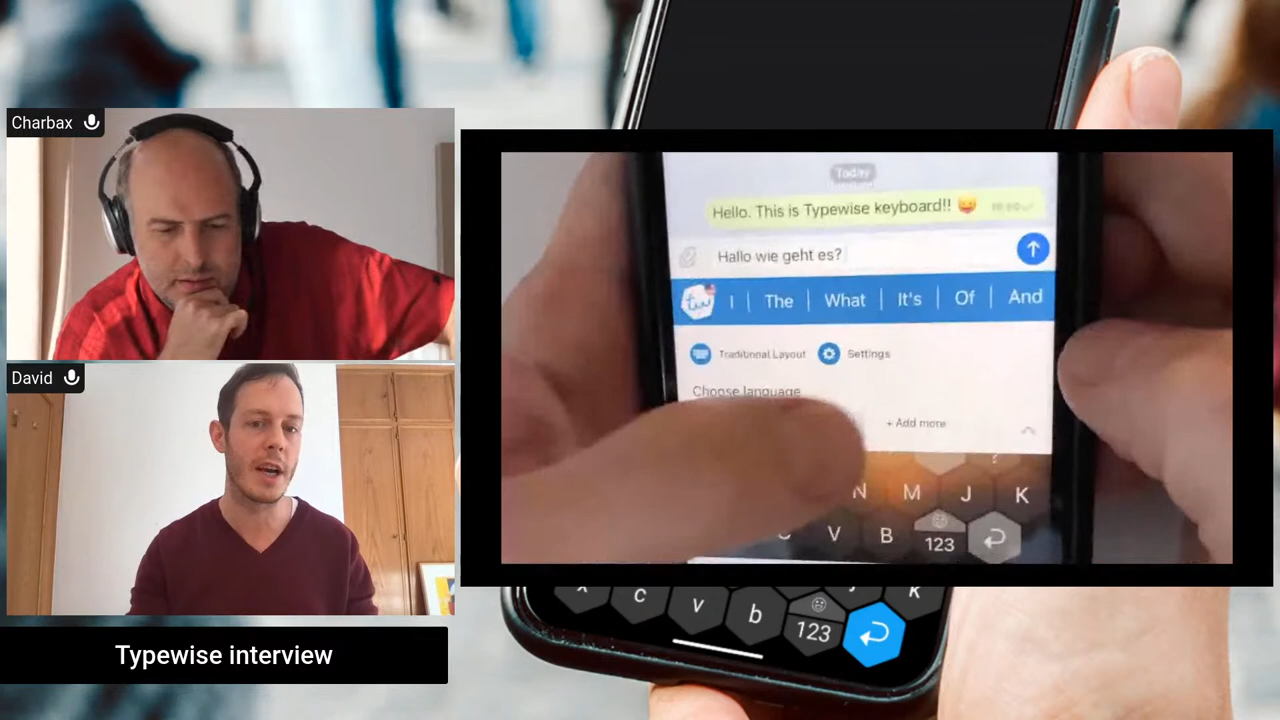 Charbax
David
Typewise interview
Today
Hello. This is Typewise keyboard!! 😛
Hallo wie geht es?
tw I The What It's Of And
Traditional Layout Settings
Choose language
+ Add more
?
N M J K
V B 123
c v b 123 k